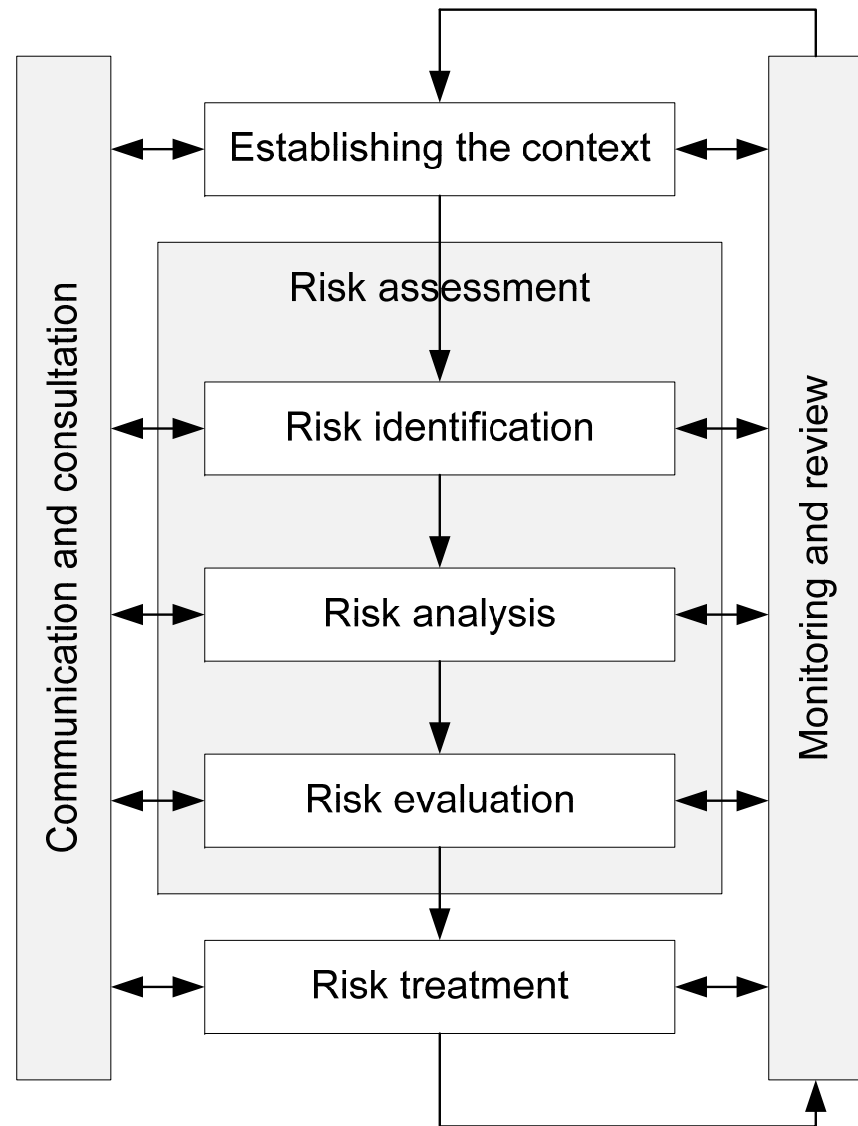 Establishing the context
Risk assessment
Risk identification
Risk analysis
Risk evaluation
Risk treatment
Communication and consultation
Monitoring and review